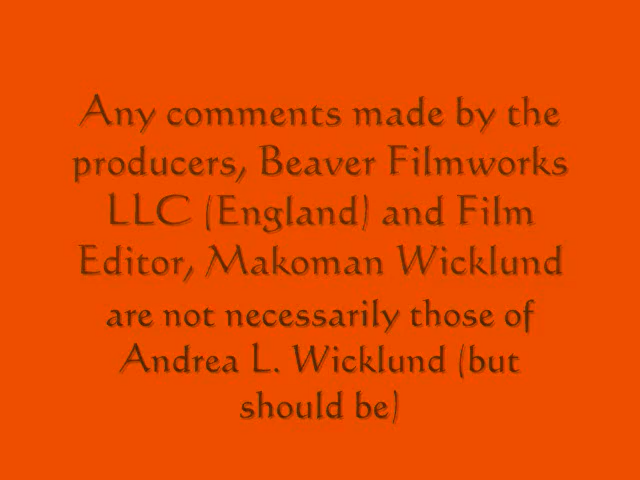 Any comments made by the
producers, Beaver Filmworks
LLC (England) and Film
Editor, Makoman Wicklund
are not necessarily those of
Andrea L. Wicklund (but
should be)